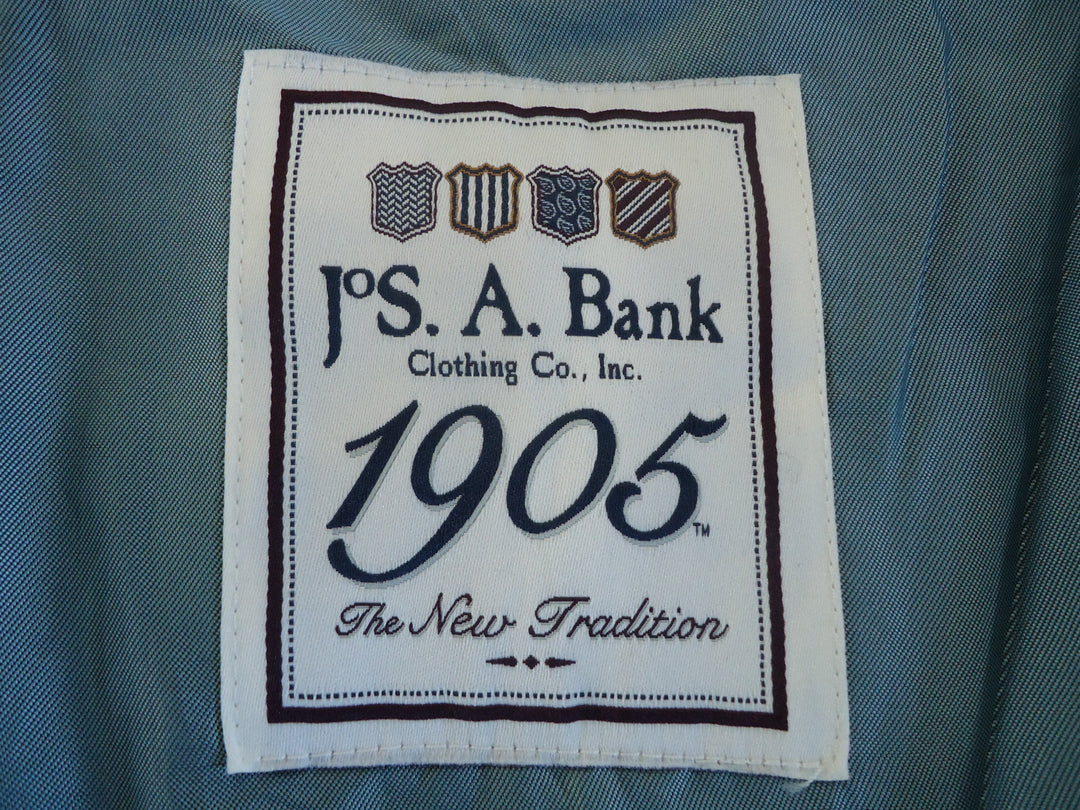 JoS. A. Bank
Clothing Co., Inc.
1905™
The New Tradition